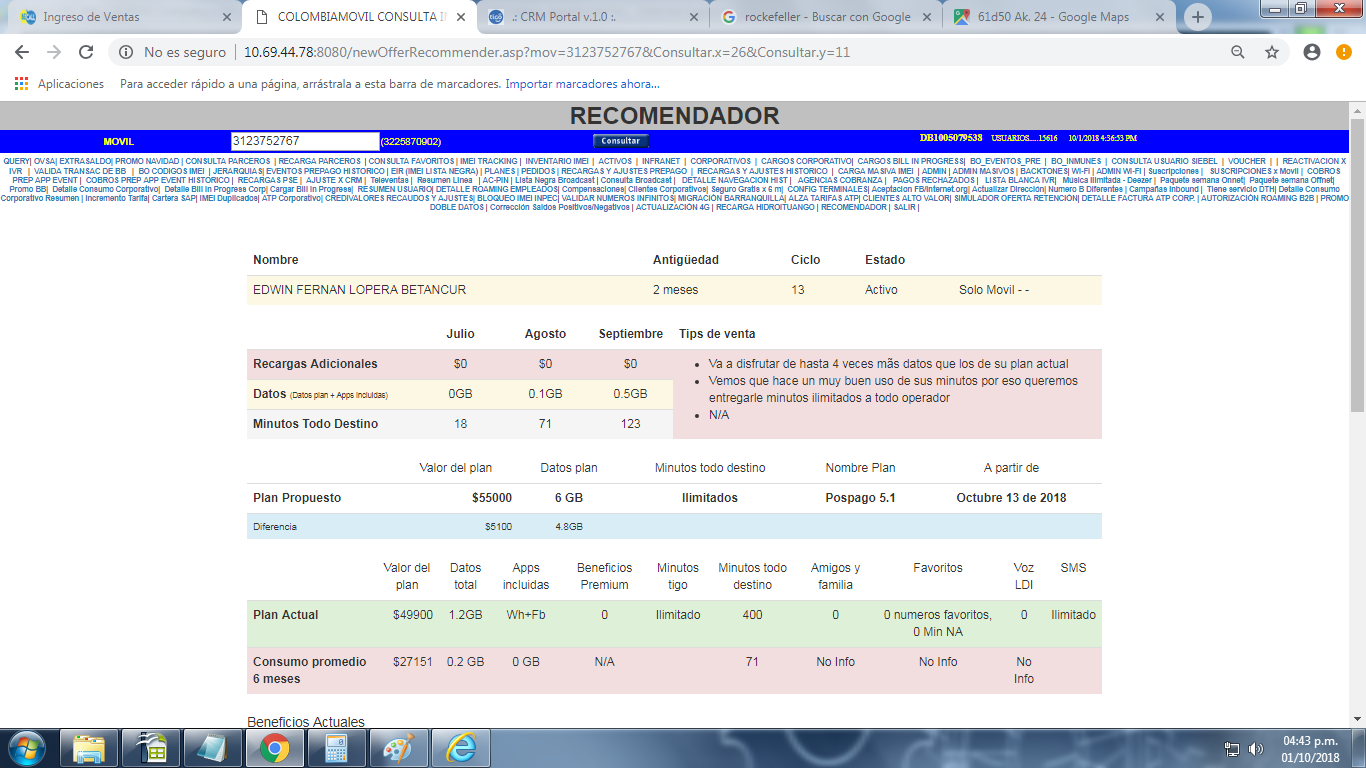 Ingreso de Ventas
COLOMBIAMOVIL CONSULTA I
.: CRM Portal v.1.0 :.
rockefeller - Buscar con Google
61d50 Ak. 24 - Google Maps
No es seguro | 10.69.44.78:8080/newOfferRecommender.asp?mov=3123752767&Consultar.x=26&Consultar.y=11
Aplicaciones Para acceder rápido a una página, arrástrala a esta barra de marcadores. Importar marcadores ahora...
RECOMENDADOR
MOVIL 3123752767 (3225870902) Consultar DB1005079538 USUARIOS.....15616 10/1/2018 4:36:53 PM
QUERY| OVSA| EXTRASALDO| PROMO NAVIDAD | CONSULTA PARCEROS | RECARGA PARCEROS | CONSULTA FAVORITOS | IMEI TRACKING | INVENTARIO IMEI | ACTIVOS | INFRANET | CORPORATIVOS | CARGOS CORPORATIVO| CARGOS BILL IN PROGRESS| BO_EVENTOS_PRE | BO_INMUNES | CONSULTA USUARIO SIEBEL | VOUCHER | | REACTIVACION X
IVR | VALIDA TRANSAC DE BB | BO CODIGOS IMEI | JERARQUIAS| EVENTOS PREPAGO HISTORICO | EIR (IMEI LISTA NEGRA) | PLANES | PEDIDOS | RECARGAS Y AJUSTES PREPAGO | RECARGAS Y AJUSTES HISTORICO | CARGA MASIVA IMEI | ADMIN | ADMIN MASIVOS | BACKTONES| WI-FI | ADMIN WI-FI | Suscripciones | SUSCRIPCIONES x Movil | COBROS
PREP APP EVENT | COBROS PREP APP EVENT HISTORICO | RECARGAS PSE | AJUSTE X CRM | Televentas | Resumen Linea | AC-PIN | Lista Negra Broadcast | Consulta Broadcast | DETALLE NAVEGACION HIST | AGENCIAS COBRANZA | PAGOS RECHAZADOS | LISTA BLANCA IVR| Música Ilimitada - Deezer | Paquete semana Onnet| Paquete semana Offnet|
Promo BB| Detalle Consumo Corporativo| Detalle Bill In Progress Corp| Cargar Bill In Progress| RESUMEN USUARIO| DETALLE ROAMING EMPLEADOS| Compensaciones| Clientes Corporativos| Seguro Gratis x 6 m| CONFIG TERMINALES| Aceptacion FB/Internet.org| Actualizar Dirección| Numero B Diferentes | Campañas Inbound | Tiene servicio DTH| Detalle Consumo
Corporativo Resumen | Incremento Tarifa| Cartera SAP| IMEI Duplicados| ATP Corporativo| CREDIVALORES RECAUDOS Y AJUSTES| BLOQUEO IMEI INPEC| VALIDAR NUMEROS INFINITOS| MIGRACIÓN BARRANQUILLA| ALZA TARIFAS ATP| CLIENTES ALTO VALOR| SIMULADOR OFERTA RETENCIÓN| DETALLE FACTURA ATP CORP. | AUTORIZACIÓN ROAMING B2B | PROMO
DOBLE DATOS | Corrección Saldos Positivos/Negativos | ACTUALIZACIÓN 4G | RECARGA HIDROITUANGO | RECOMENDADOR | SALIR |
Nombre Antigüedad Ciclo Estado
EDWIN FERNAN LOPERA BETANCUR 2 meses 13 Activo Solo Movil - -
Julio Agosto Septiembre Tips de venta
Recargas Adicionales $0 $0 $0
• Va a disfrutar de hasta 4 veces mãs datos que los de su plan actual
• Vemos que hace un muy buen uso de sus minutos por eso queremos
entregarle minutos ilimitados a todo operador
• N/A
Datos (Datos plan + Apps incluidas) 0GB 0.1GB 0.5GB
Minutos Todo Destino 18 71 123
Valor del plan Datos plan Minutos todo destino Nombre Plan A partir de
Plan Propuesto $55000 6 GB Ilimitados Pospago 5.1 Octubre 13 de 2018
Diferencia $5100 4.8GB
Valor del plan Datos total Apps incluidas Beneficios Premium Minutos tigo Minutos todo destino Amigos y familia Favoritos Voz LDI SMS
Plan Actual $49900 1.2GB Wh+Fb 0 Ilimitado 400 0 0 numeros favoritos, 0 Min NA 0 Ilimitado
Consumo promedio 6 meses $27151 0.2 GB 0 GB N/A 71 No Info No Info No Info
Beneficios Actuales
04:43 p.m.
01/10/2018